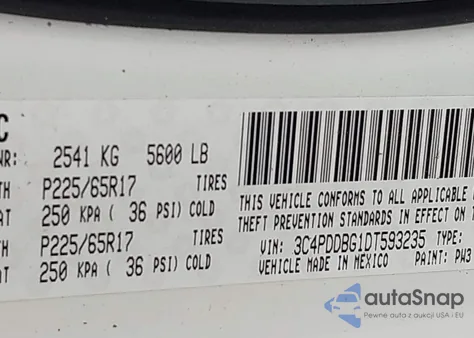 C
NR: 2541 KG 5600 LB
TH P225/65R17 TIRES
AT 250 KPA ( 36 PSI) COLD
TH P225/65R17 TIRES
AT 250 KPA ( 36 PSI) COLD
THIS VEHICLE CONFORMS TO ALL APPLICABLE
THEFT PREVENTION STANDARDS IN EFFECT ON
VIN: 3C4PDDBG1DT593235 TYPE:
VEHICLE MADE IN MEXICO PAINT: PW3
autoSnap
Pewne auta z dostawą z USA i EU